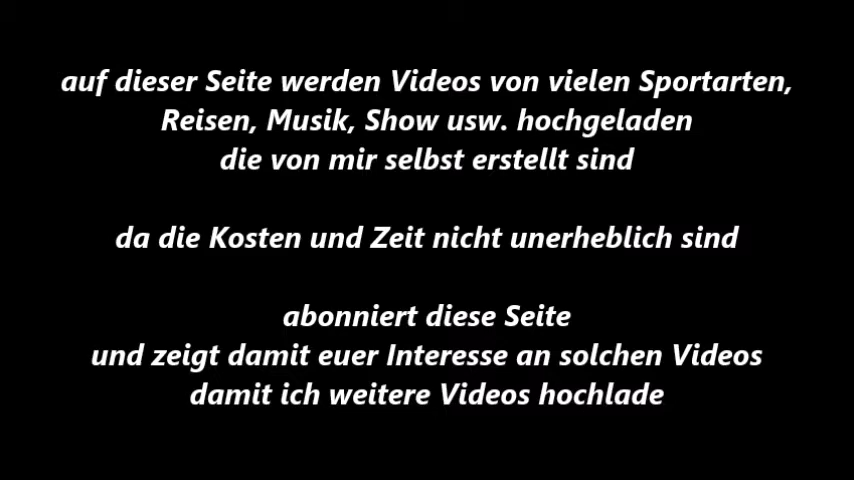 auf dieser Seite werden Videos von vielen Sportarten,
Reisen, Musik, Show usw. hochgeladen
die von mir selbst erstellt sind
da die Kosten und Zeit nicht unerheblich sind
abonniert diese Seite
und zeigt damit euer Interesse an solchen Videos
damit ich weitere Videos hochlade